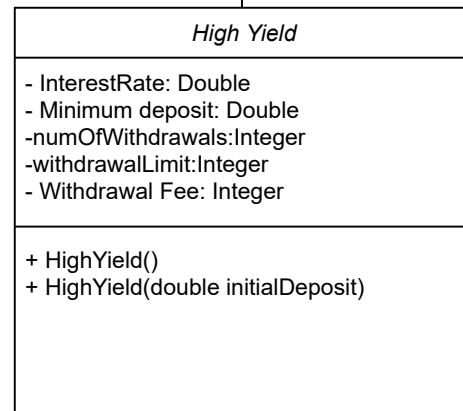 High Yield
- InterestRate: Double
- Minimum deposit: Double
-numOfWithdrawals:Integer
-withdrawalLimit:Integer
- Withdrawal Fee: Integer
+ HighYield()
+ HighYield(double initialDeposit)